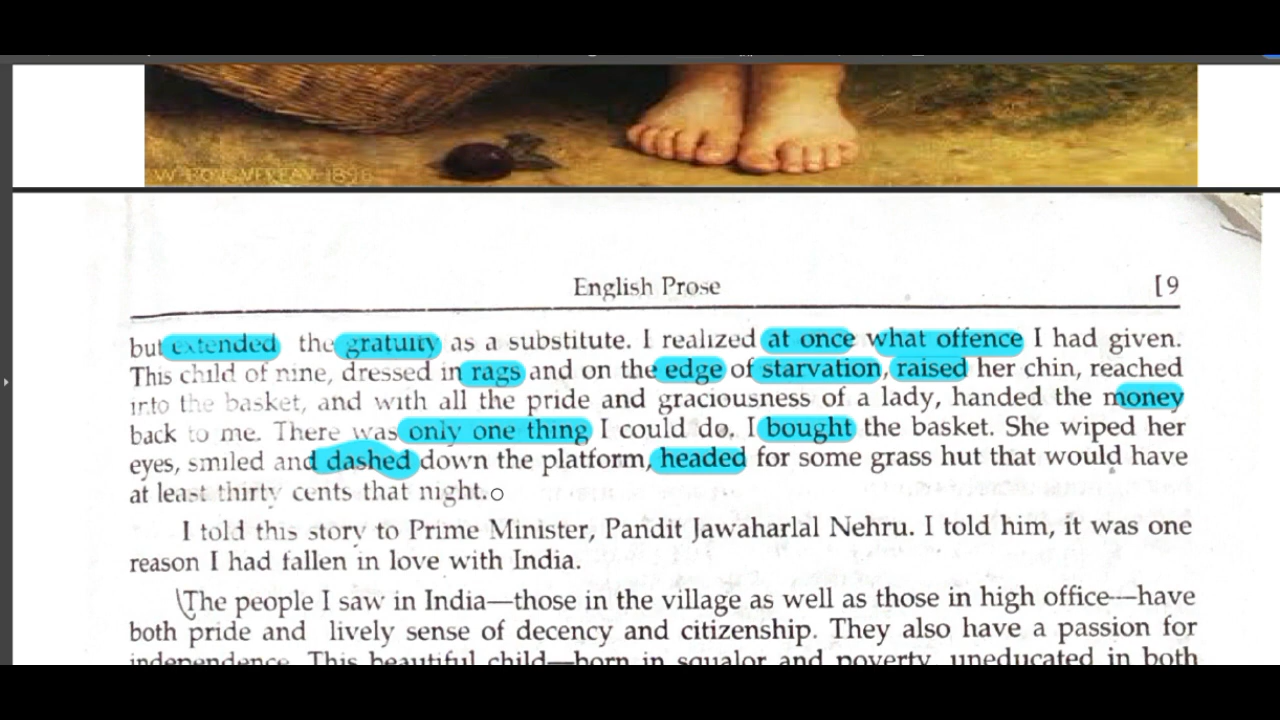 W-BOVGVEREAV-1896
English Prose [9
but extended the gratuity as a substitute. I realized at once what offence I had given.
This child of nine, dressed in rags and on the edge of starvation, raised her chin, reached
into the basket, and with all the pride and graciousness of a lady, handed the money
back to me. There was only one thing I could do. I bought the basket. She wiped her
eyes, smiled and dashed down the platform, headed for some grass hut that would have
at least thirty cents that night.
I told this story to Prime Minister, Pandit Jawaharlal Nehru. I told him, it was one
reason I had fallen in love with India.
The people I saw in India—those in the village as well as those in high office—have
both pride and lively sense of decency and citizenship. They also have a passion for
independence. This beautiful child—born in squalor and poverty, uneducated in both